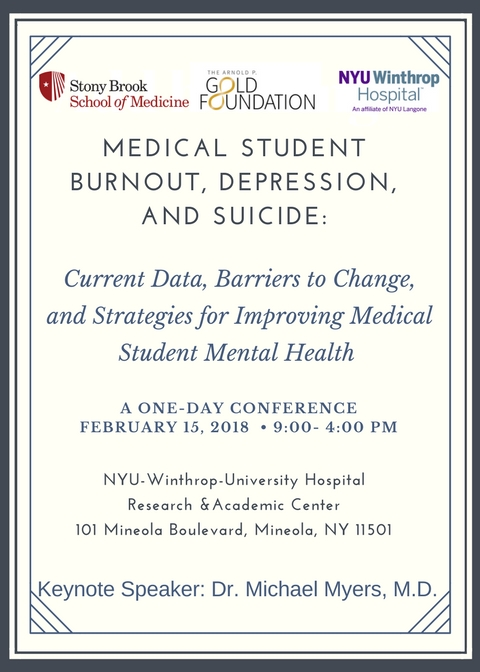 Stony Brook
School of Medicine
THE ARNOLD P.
GOLD
FOUNDATION
NYU Winthrop
Hospital™
An affiliate of NYU Langone
MEDICAL STUDENT
BURNOUT, DEPRESSION,
AND SUICIDE:
Current Data, Barriers to Change,
and Strategies for Improving Medical
Student Mental Health
A ONE-DAY CONFERENCE
FEBRUARY 15, 2018 • 9:00- 4:00 PM
NYU-Winthrop-University Hospital
Research &Academic Center
101 Mineola Boulevard, Mineola, NY 11501
Keynote Speaker: Dr. Michael Myers, M.D.